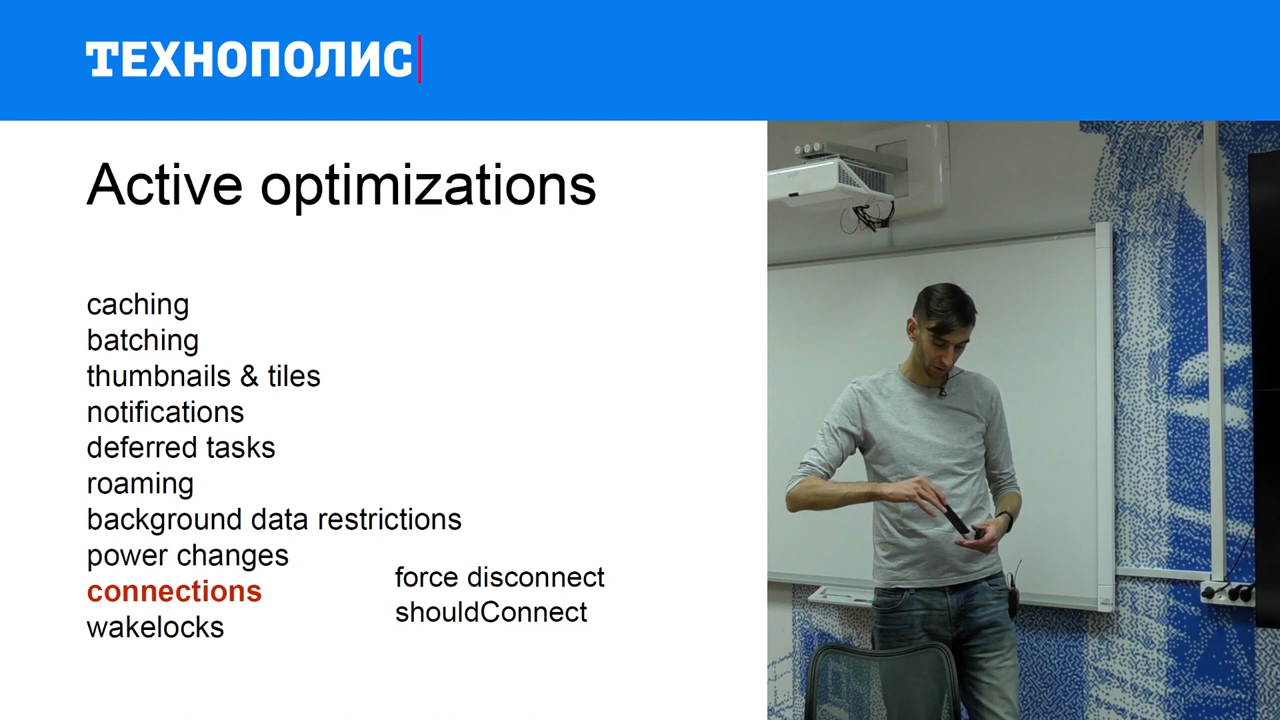 ТЕХНОПОЛИС
Active optimizations
caching
batching
thumbnails & tiles
notifications
deferred tasks
roaming
background data restrictions
power changes
connections
wakelocks
force disconnect
shouldConnect